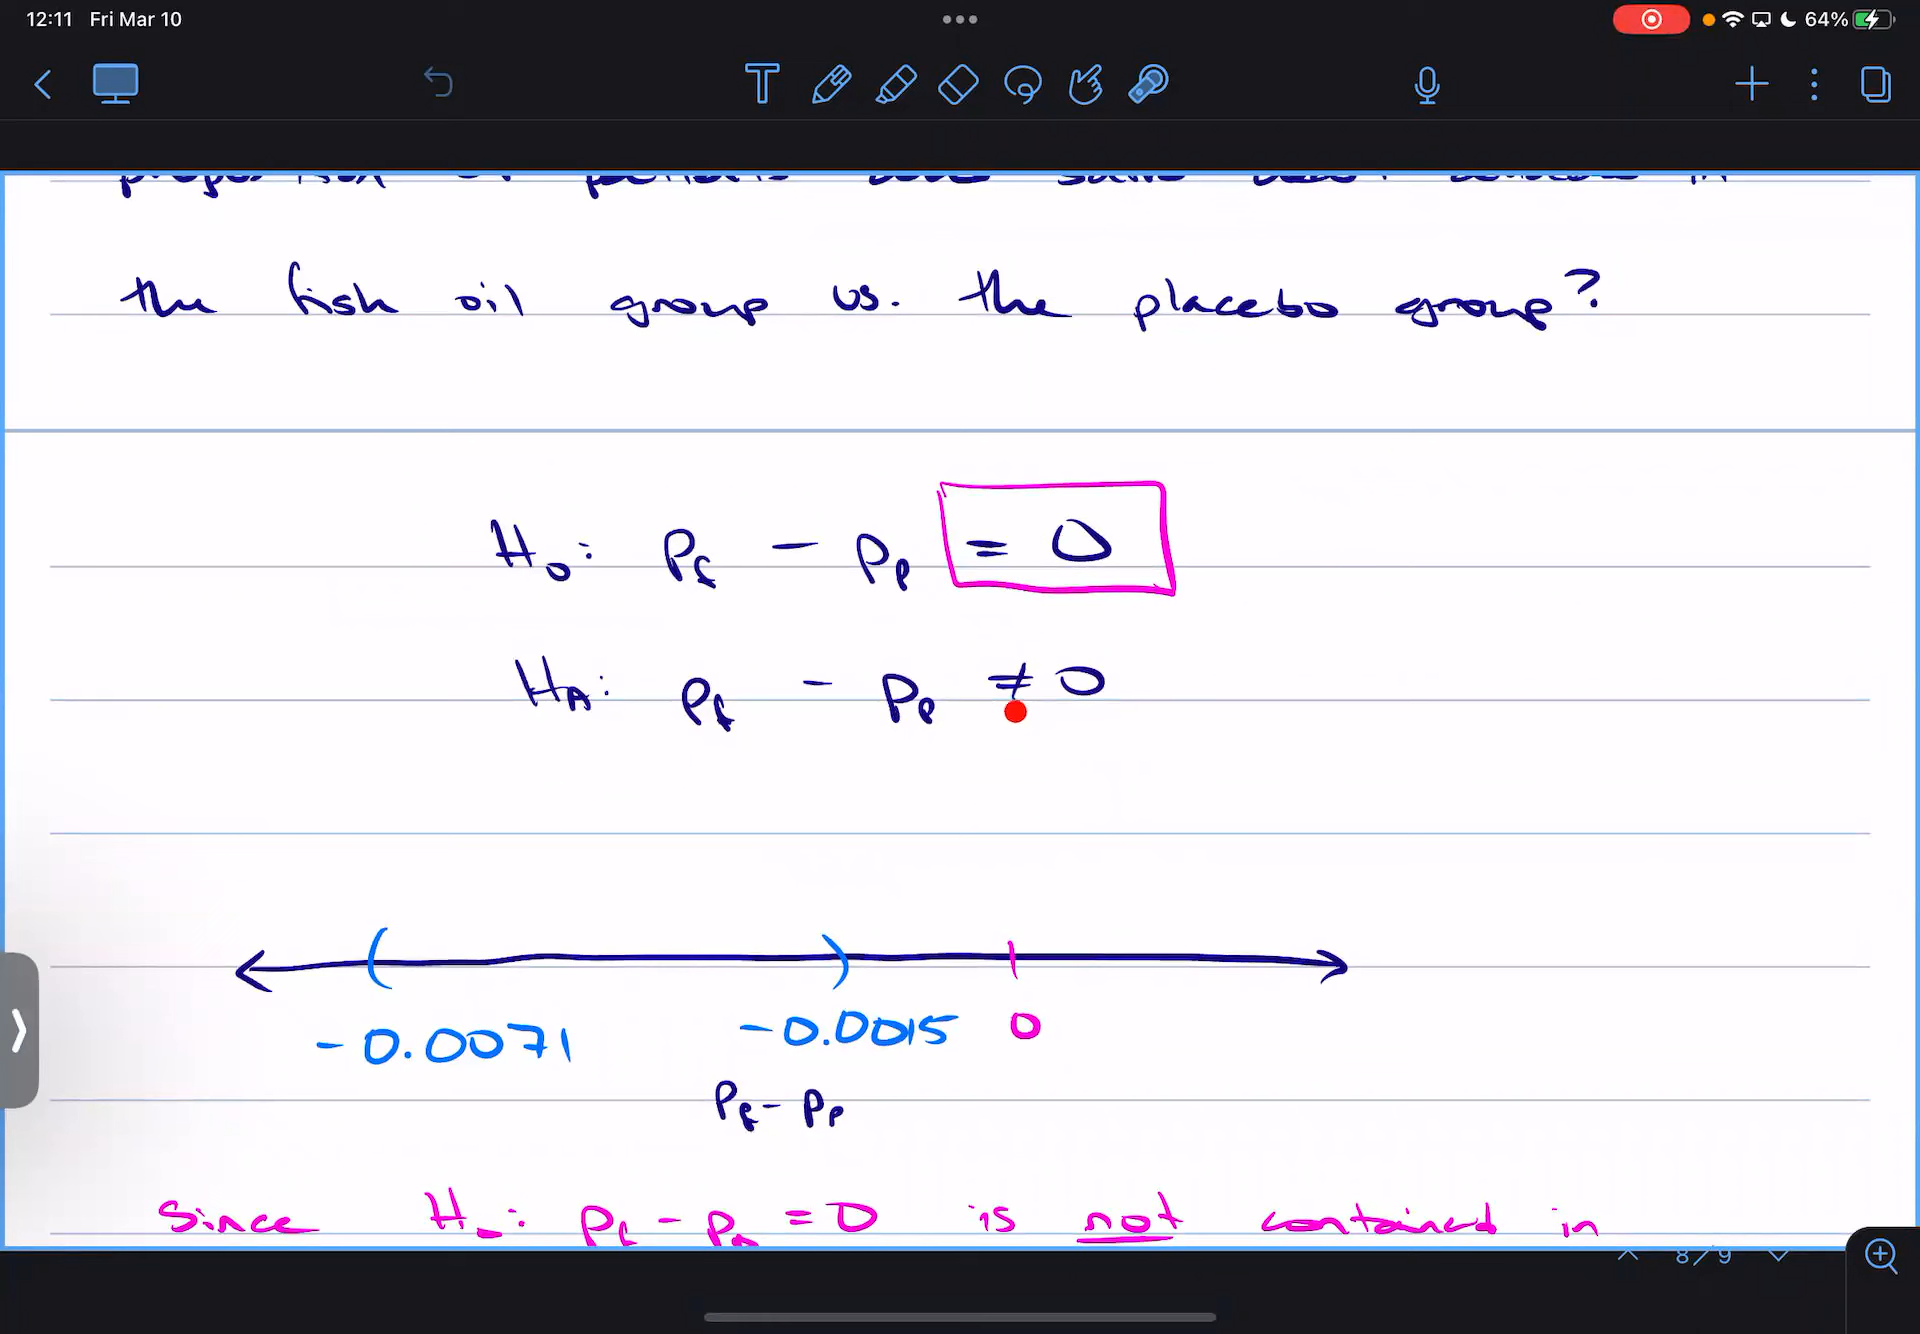 12:11 Fri Mar 10 64%
in
the fish oil group vs. the placebo group?
H0: Pf - Pp = 0
HA: Pf - Pp ≠ 0
-0.0071 -0.0015 0
Pf - Pp
Since H0: Pf - Pp = 0 is not contained in
8/9